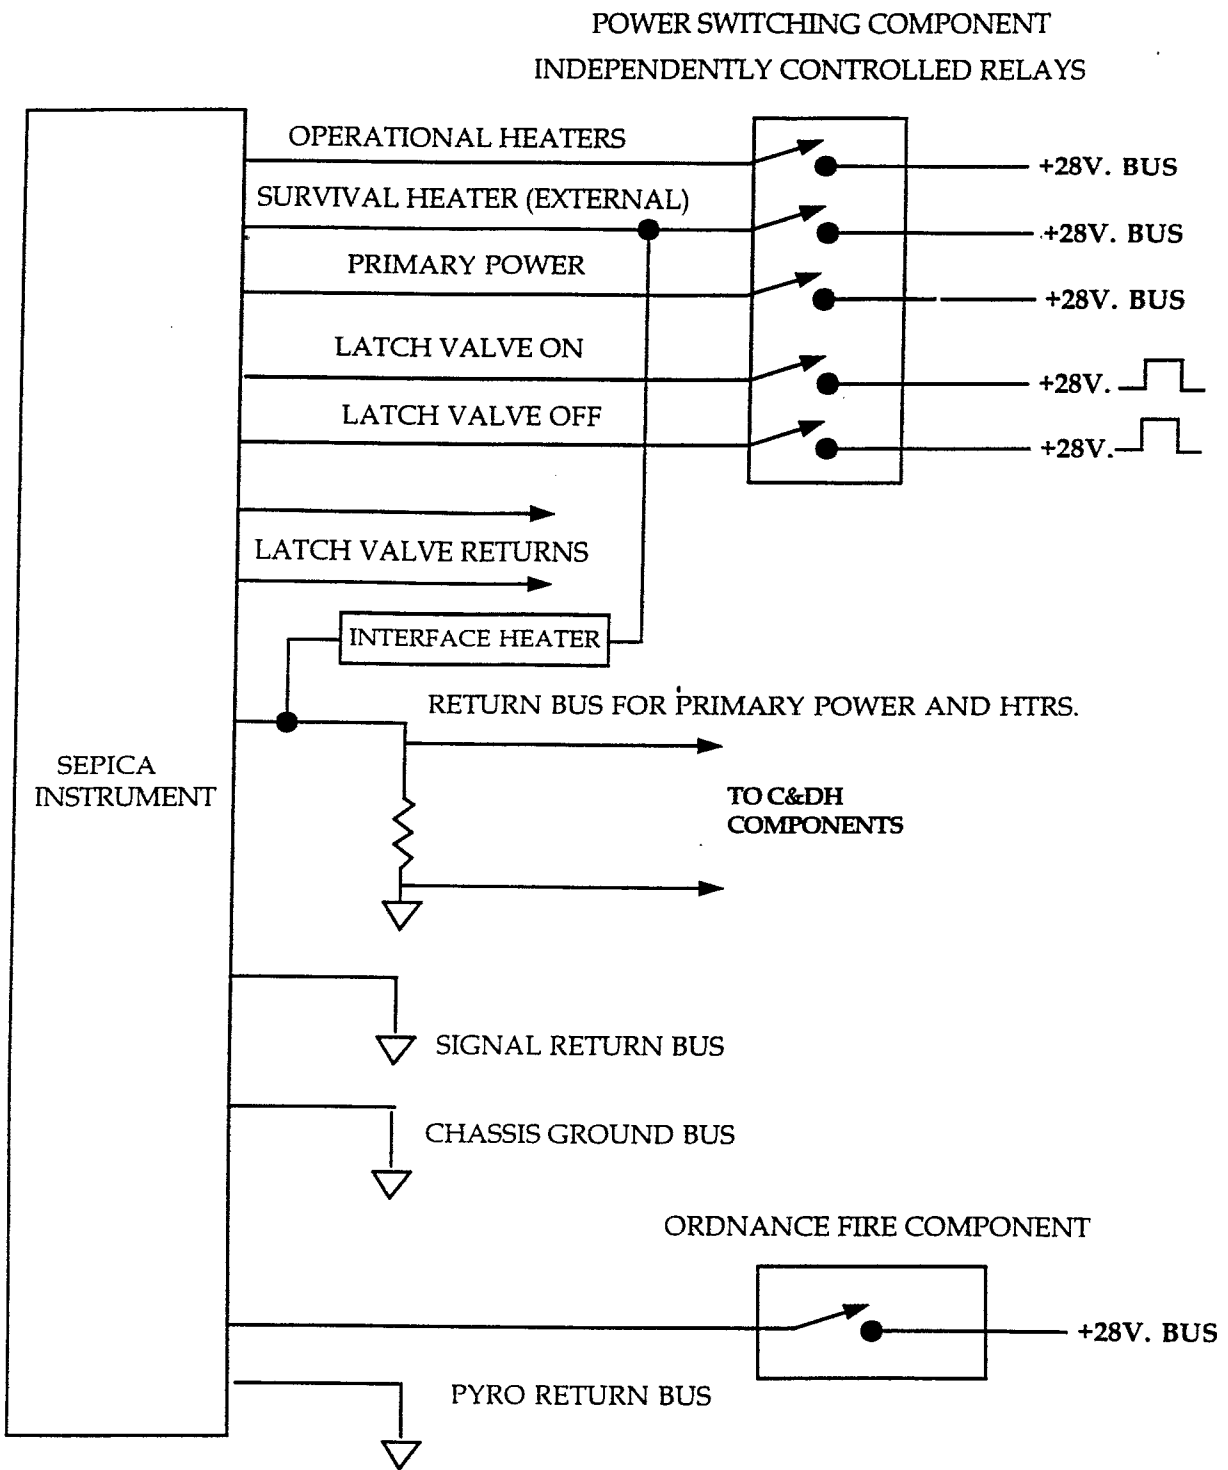 POWER SWITCHING COMPONENT
INDEPENDENTLY CONTROLLED RELAYS
OPERATIONAL HEATERS
+28V. BUS
SURVIVAL HEATER (EXTERNAL)
+28V. BUS
PRIMARY POWER
+28V. BUS
LATCH VALVE ON
+28V.
LATCH VALVE OFF
+28V.
LATCH VALVE RETURNS
INTERFACE HEATER
RETURN BUS FOR PRIMARY POWER AND HTRS.
SEPICA
INSTRUMENT
TO C&DH
COMPONENTS
SIGNAL RETURN BUS
CHASSIS GROUND BUS
ORDNANCE FIRE COMPONENT
+28V. BUS
PYRO RETURN BUS